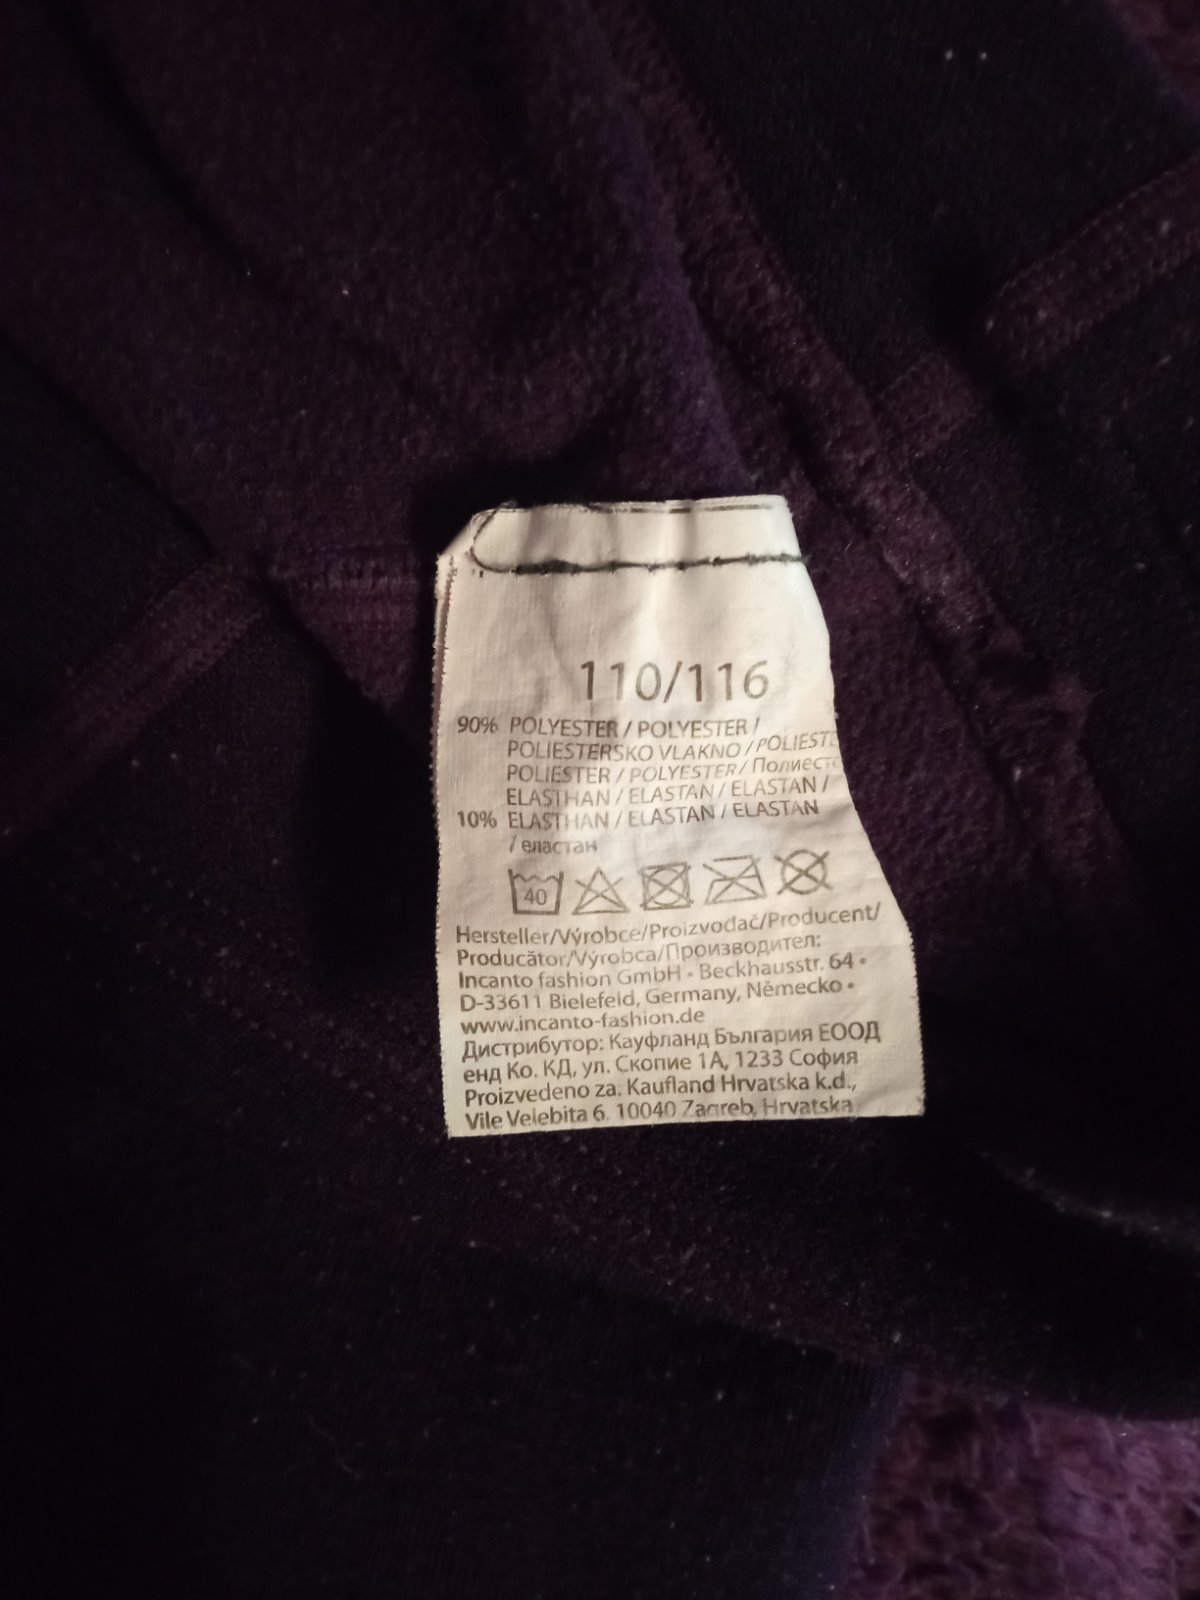 110/116
90% POLYESTER / POLYESTER /
POLIESTERSKO VLAKNO / POLIESTE
POLIESTER / POLYESTER / Полиест
ELASTHAN / ELASTAN / ELASTAN /
10% ELASTHAN / ELASTAN / ELASTAN
/ еластан
40
Hersteller/Výrobce/Proizvođač/Producent/
Producător/Výrobca/Производител:
Incanto fashion GmbH • Beckhausstr. 64 •
D-33611 Bielefeld, Germany, Německo •
www.incanto-fashion.de
Дистрибутор: Кауфланд България ЕООД
енд Ко. КД, ул. Скопие 1А, 1233 София
Proizvedeno za: Kaufland Hrvatska k.d.,
Vile Velebita 6, 10040 Zagreb, Hrvatska